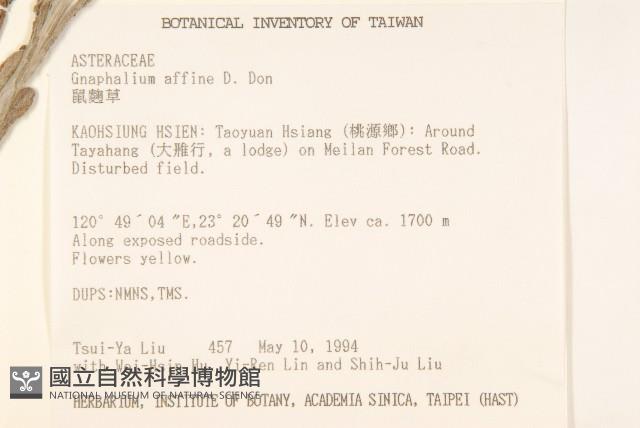 BOTANICAL INVENTORY OF TAIWAN
ASTERACEAE
Gnaphalium affine D. Don
鼠麴草
KAOHSIUNG HSIEN: Taoyuan Hsiang (桃源鄉): Around
Tayahang (大雅行, a lodge) on Meilan Forest Road.
Disturbed field.
120° 49´04 ″E,23° 20´49 ″N. Elev ca. 1700 m
Along exposed roadside.
Flowers yellow.
DUPS:NMNS,TMS.
Tsui-Ya Liu 457 May 10, 1994
with Wei-Hsin Hu, Yi-Ren Lin and Shih-Ju Liu
國立自然科學博物館
NATIONAL MUSEUM OF NATURAL SCIENCE
HERBARIUM, INSTITUTE OF BOTANY, ACADEMIA SINICA, TAIPEI (HAST)